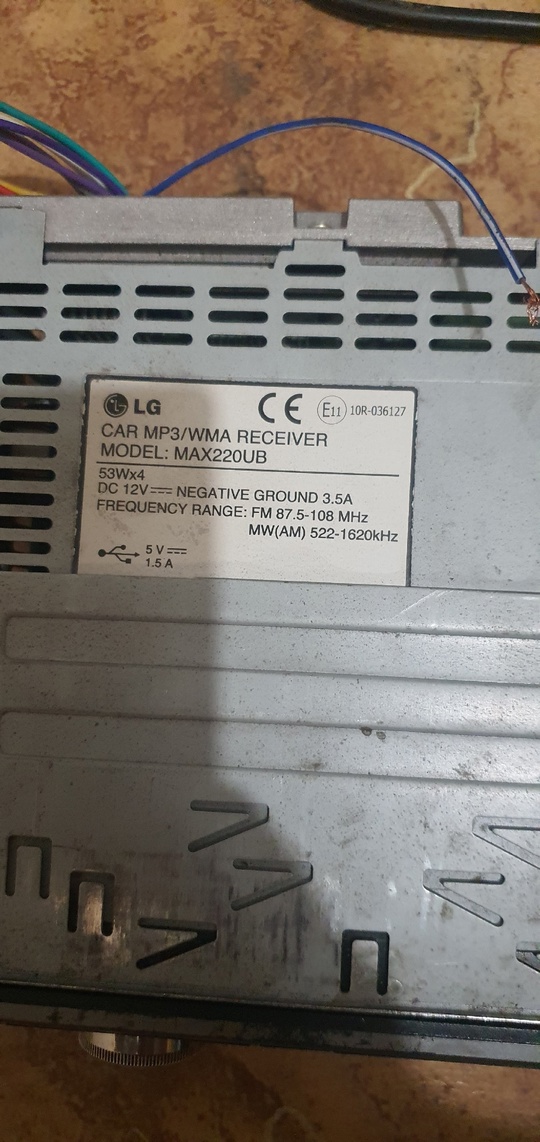 LG CE E11 10R-036127
CAR MP3/WMA RECEIVER
MODEL: MAX220UB
53Wx4
DC 12V NEGATIVE GROUND 3.5A
FREQUENCY RANGE: FM 87.5-108 MHz
MW(AM) 522-1620kHz
5 V
1.5 A